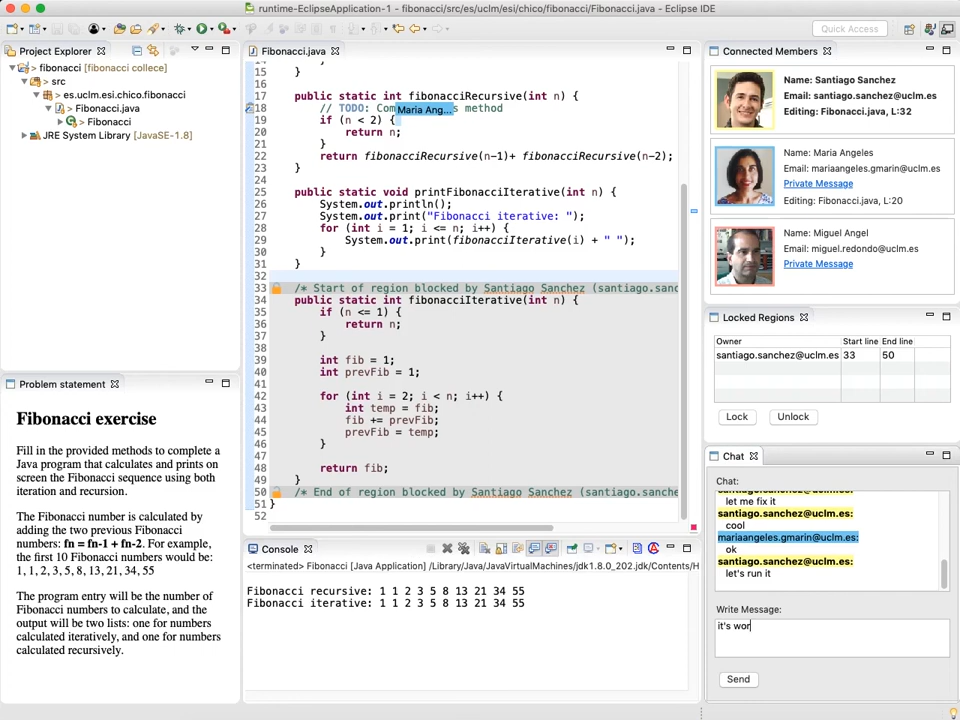 runtime-EclipseApplication-1 - fibonacci/src/es/uclm/esi/chico/fibonacci/Fibonacci.java - Eclipse IDE
Quick Access
Project Explorer
fibonacci [fibonacci collece]
src
es.uclm.esi.chico.fibonacci
Fibonacci.java
Fibonacci
JRE System Library [JavaSE-1.8]
Problem statement
Fibonacci exercise
Fill in the provided methods to complete a
Java program that calculates and prints on
screen the Fibonacci sequence using both
iteration and recursion.
The Fibonacci number is calculated by
adding the two previous Fibonacci
numbers: fn = fn-1 + fn-2. For example,
the first 10 Fibonacci numbers would be:
1, 1, 2, 3, 5, 8, 13, 21, 34, 55
The program entry will be the number of
Fibonacci numbers to calculate, and the
output will be two lists: one for numbers
calculated iteratively, and one for numbers
calculated recursively.
Fibonacci.java
15 }
16
17 public static int fibonacciRecursive(int n) {
18 // TODO: Com Maria Ang... s method
19 if (n < 2) {
20 return n;
21 }
22 return fibonacciRecursive(n-1)+ fibonacciRecursive(n-2);
23 }
24
25 public static void printFibonacciIterative(int n) {
26 System.out.println();
27 System.out.print("Fibonacci iterative: ");
28 for (int i = 1; i <= n; i++) {
29 System.out.print(fibonacciIterative(i) + " ");
30 }
31 }
32
33 /* Start of region blocked by Santiago Sanchez (santiago.sanc
34 public static int fibonacciIterative(int n) {
35 if (n <= 1) {
36 return n;
37 }
38
39 int fib = 1;
40 int prevFib = 1;
41
42 for (int i = 2; i < n; i++) {
43 int temp = fib;
44 fib += prevFib;
45 prevFib = temp;
46 }
47
48 return fib;
49 }
50 /* End of region blocked by Santiago Sanchez (santiago.sanche
51 }
52
Console
<terminated> Fibonacci [Java Application] /Library/Java/JavaVirtualMachines/jdk1.8.0_202.jdk/Contents/H
Fibonacci recursive: 1 1 2 3 5 8 13 21 34 55
Fibonacci iterative: 1 1 2 3 5 8 13 21 34 55
Connected Members
Name: Santiago Sanchez
Email: santiago.sanchez@uclm.es
Editing: Fibonacci.java, L:32
Name: Maria Angeles
Email: mariaangeles.gmarin@uclm.es
Private Message
Editing: Fibonacci.java, L:20
Name: Miguel Angel
Email: miguel.redondo@uclm.es
Private Message
Locked Regions
Owner Start line End line
santiago.sanchez@uclm.es 33 50
Lock Unlock
Chat
Chat:
santiago.sanchez@uclm.es:
let me fix it
santiago.sanchez@uclm.es:
cool
mariaangeles.gmarin@uclm.es:
ok
santiago.sanchez@uclm.es:
let's run it
Write Message:
it's wor
Send